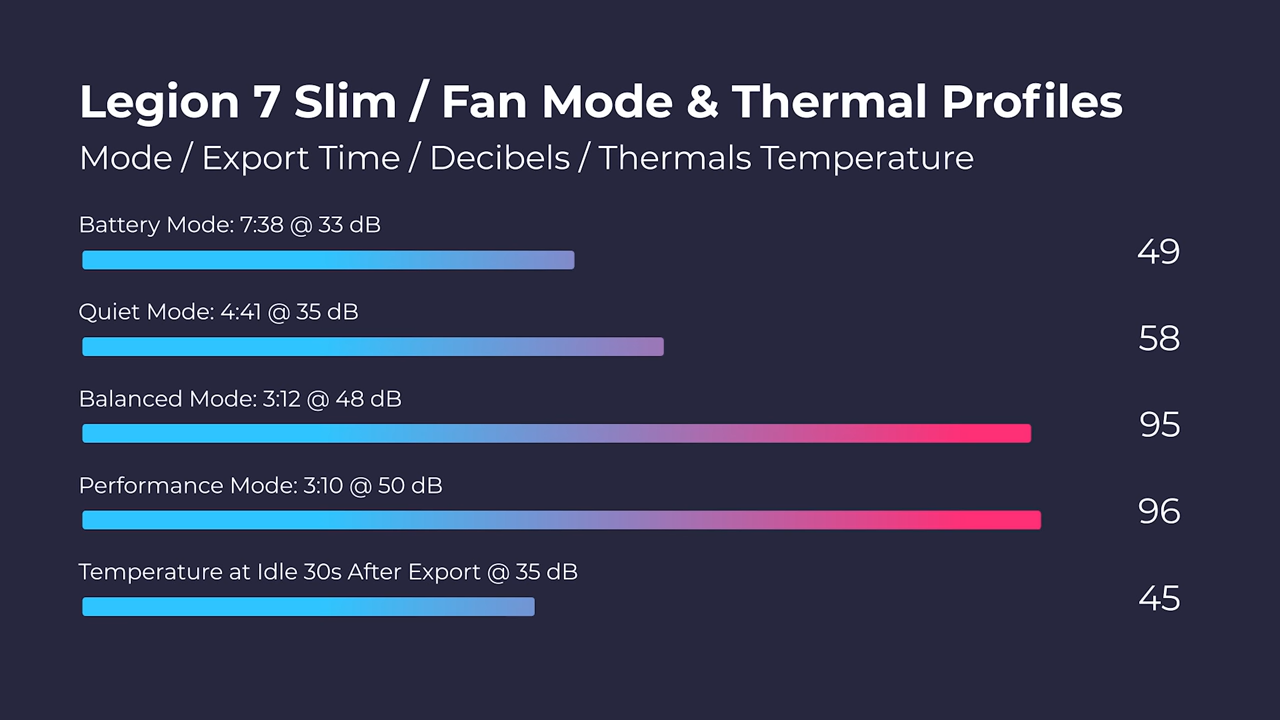 Legion 7 Slim / Fan Mode & Thermal Profiles
Mode / Export Time / Decibels / Thermals Temperature
Battery Mode: 7:38 @ 33 dB
49
Quiet Mode: 4:41 @ 35 dB
58
Balanced Mode: 3:12 @ 48 dB
95
Performance Mode: 3:10 @ 50 dB
96
Temperature at Idle 30s After Export @ 35 dB
45